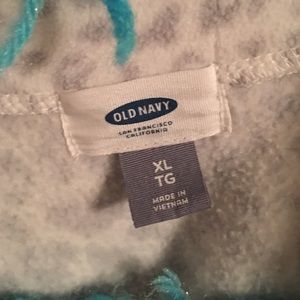 OLD NAVY
SAN FRANCISCO
CALIFORNIA
XL
TG
MADE IN
VIETNAM